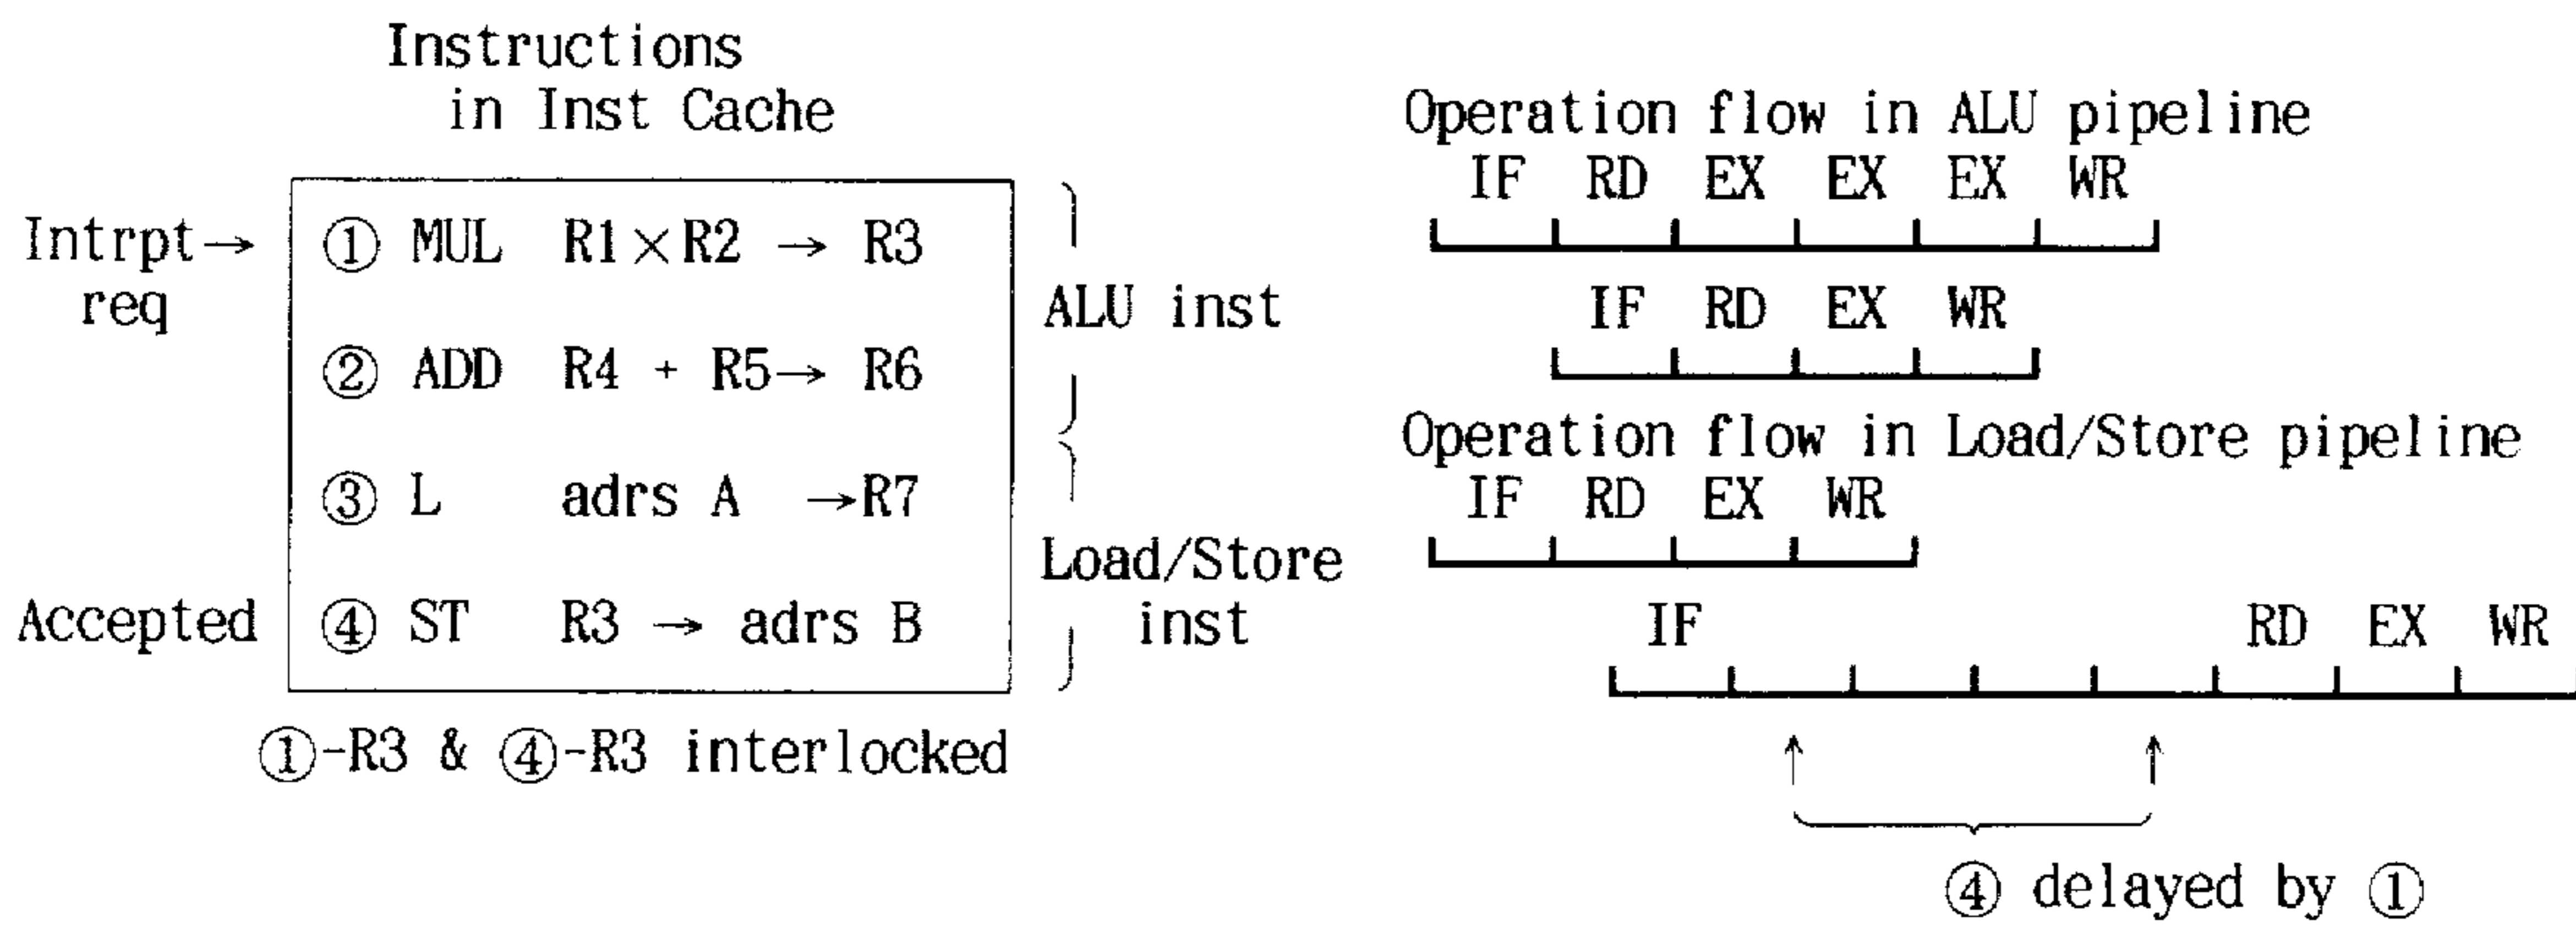 Instructions
in Inst Cache
Intrpt→
req
① MUL R1×R2 → R3
② ADD R4 + R5→ R6
③ L adrs A →R7
Accepted ④ ST R3 → adrs B
ALU inst
Load/Store
inst
①-R3 & ④-R3 interlocked
Operation flow in ALU pipeline
IF RD EX EX EX WR
IF RD EX WR
Operation flow in Load/Store pipeline
IF RD EX WR
IF RD EX WR
④ delayed by ①